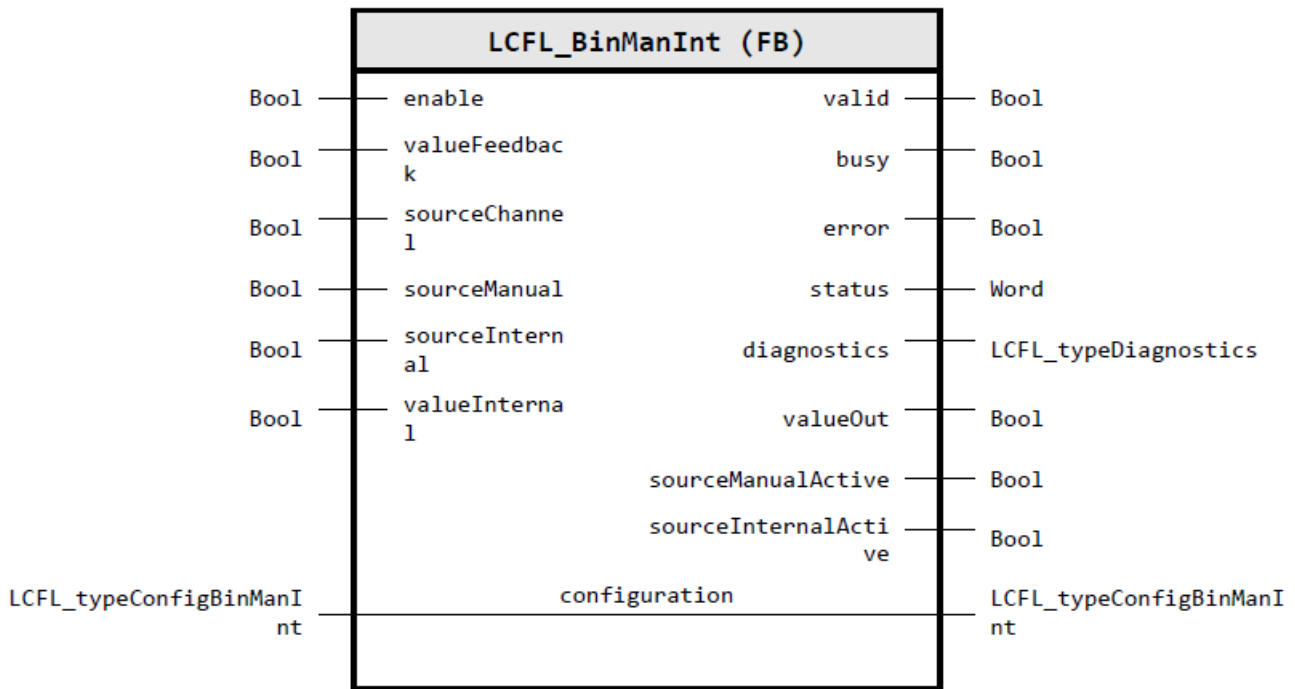 LCFL_BinManInt (FB)
Bool enable valid Bool
Bool valueFeedbac busy Bool
k
Bool sourceChanne error Bool
l
Bool sourceManual status Word
Bool sourceIntern diagnostics LCFL_typeDiagnostics
al
Bool valueInterna valueOut Bool
l
sourceManualActive Bool
sourceInternalActi Bool
ve
LCFL_typeConfigBinManI configuration LCFL_typeConfigBinManI
nt nt